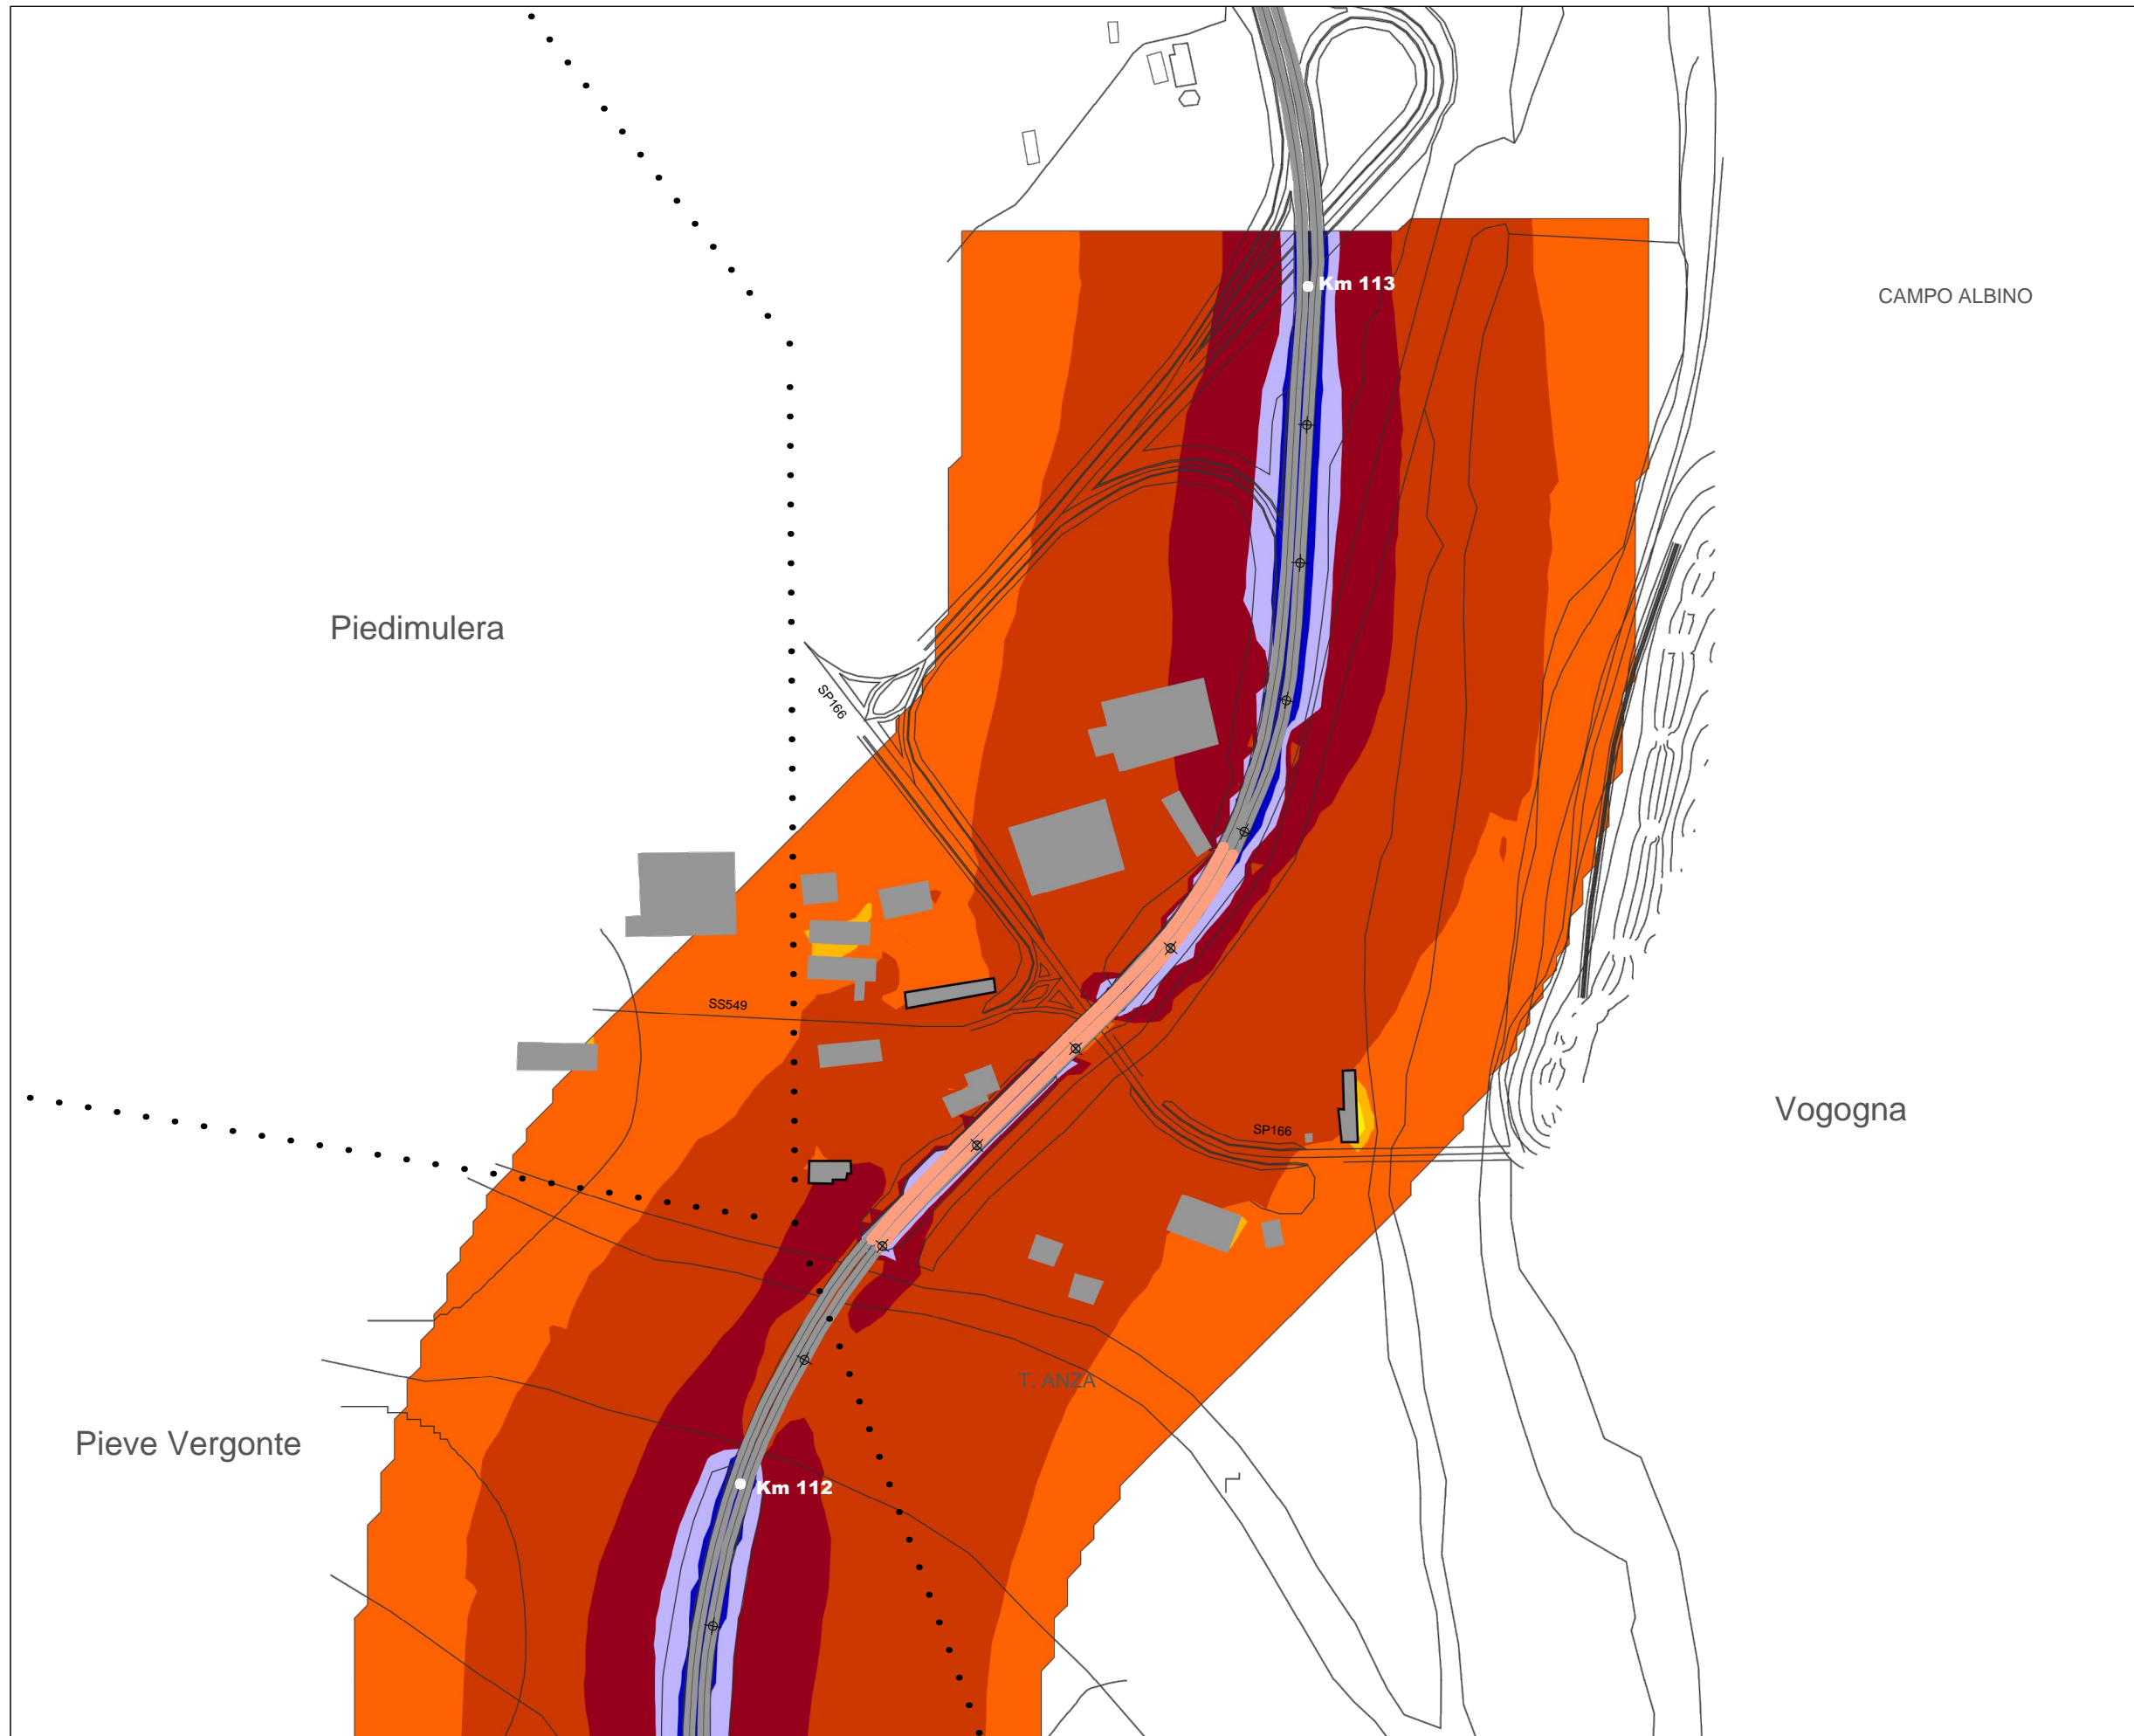 Km 113
CAMPO ALBINO
Piedimulera
SP166
SS549
Vogogna
SP166
T. ANZA
Pieve Vergonte
Km 112